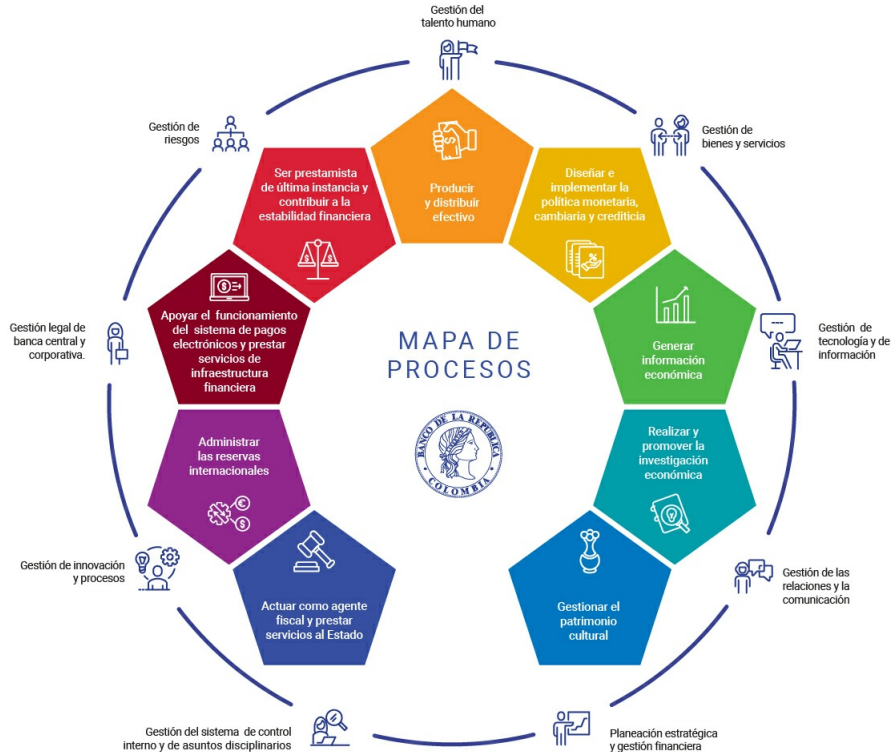 Gestión del
talento humano
Gestión de
riesgos
Gestión de
bienes y servicios
Ser prestamista
de última instancia y
contribuir a la
estabilidad financiera
Producir
y distribuir
efectivo
Diseñar e
implementar la
política monetaria,
cambiaria y crediticia
Gestión legal de
banca central y
corporativa.
Apoyar el funcionamiento
del sistema de pagos
electrónicos y prestar
servicios de
infraestructura
financiera
MAPA DE
PROCESOS
Generar
información
económica
Gestión de
tecnología y de
información
Administrar
las reservas
internacionales
BANCO DE LA REPUBLICA
COLOMBIA
Realizar y
promover la
investigación
económica
Gestión de innovación
y procesos
Actuar como agente
fiscal y prestar
servicios al Estado
Gestionar el
patrimonio
cultural
Gestión de las
relaciones y la
comunicación
Gestión del sistema de control
interno y de asuntos disciplinarios
Planeación estratégica
y gestión financiera